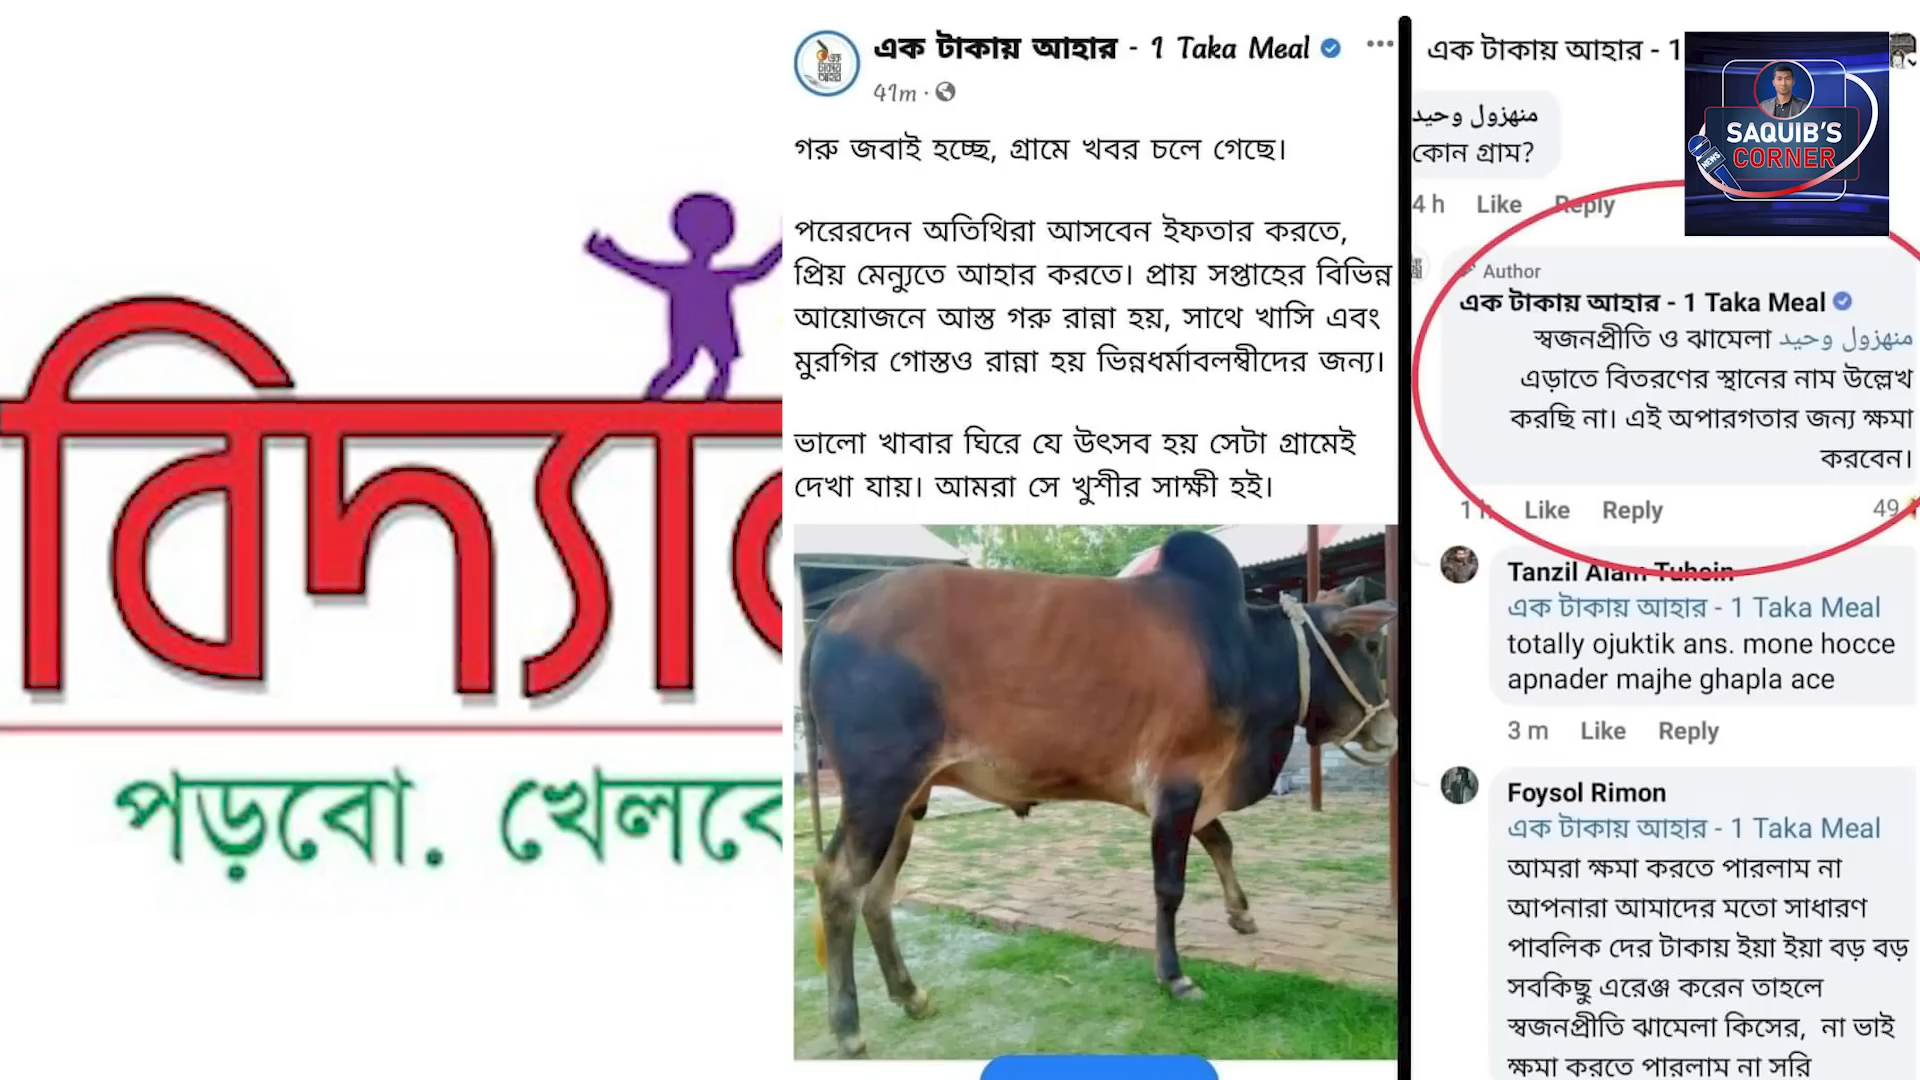 বিদ্যা
পড়বো. খেলবে
এক টাকায় আহার - 1 Taka Meal
41m
গরু জবাই হচ্ছে, গ্রামে খবর চলে গেছে।
পরেরদেন অতিথিরা আসবেন ইফতার করতে,
প্রিয় মেন্যুতে আহার করতে। প্রায় সপ্তাহের বিভিন্ন
আয়োজনে আস্ত গরু রান্না হয়, সাথে খাসি এবং
মুরগির গোস্তও রান্না হয় ভিন্নধর্মাবলম্বীদের জন্য।
ভালো খাবার ঘিরে যে উৎসব হয় সেটা গ্রামেই
দেখা যায়। আমরা সে খুশীর সাক্ষী হই।
এক টাকায় আহার - 1
منهزول وحيد
কোন গ্রাম?
4 h Like Reply
Author
এক টাকায় আহার - 1 Taka Meal
স্বজনপ্রীতি ও ঝামেলা منهزول وحيد
এড়াতে বিতরণের স্থানের নাম উল্লেখ
করছি না। এই অপারগতার জন্য ক্ষমা
করবেন।
1 h Like Reply 49
Tanzil Alam Tuhein
এক টাকায় আহার - 1 Taka Meal
totally ojuktik ans. mone hocce
apnader majhe ghapla ace
3 m Like Reply
Foysol Rimon
এক টাকায় আহার - 1 Taka Meal
আমরা ক্ষমা করতে পারলাম না
আপনারা আমাদের মতো সাধারণ
পাবলিক দের টাকায় ইয়া ইয়া বড় বড়
সবকিছু এরেঞ্জ করেন তাহলে
স্বজনপ্রীতি ঝামেলা কিসের, না ভাই
ক্ষমা করতে পারলাম না সরি
SAQUIB'S
CORNER
NEWS